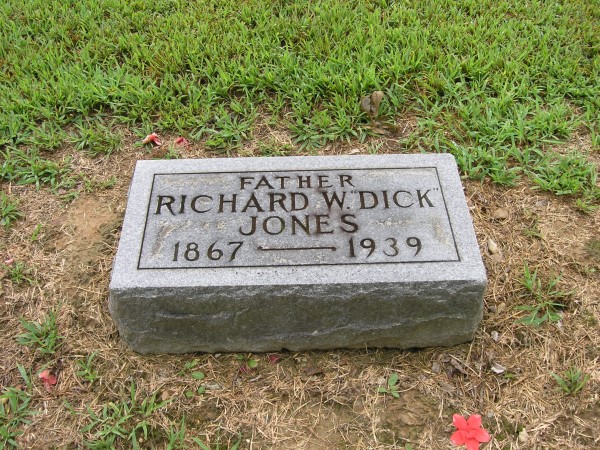 FATHER
RICHARD W. "DICK"
JONES
1867 — 1939